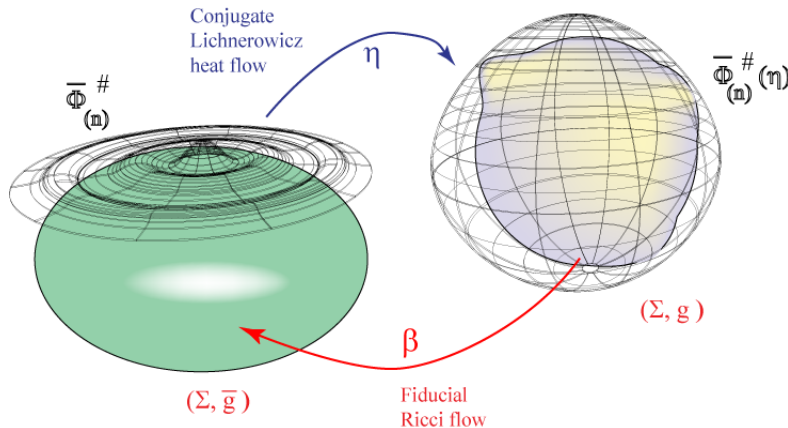 Conjugate
Lichnerowicz
heat flow
η
Φ̅ # (n)
Φ̅ # (n) (η)
(Σ, g )
β
(Σ, g̅ )
Fiducial
Ricci flow